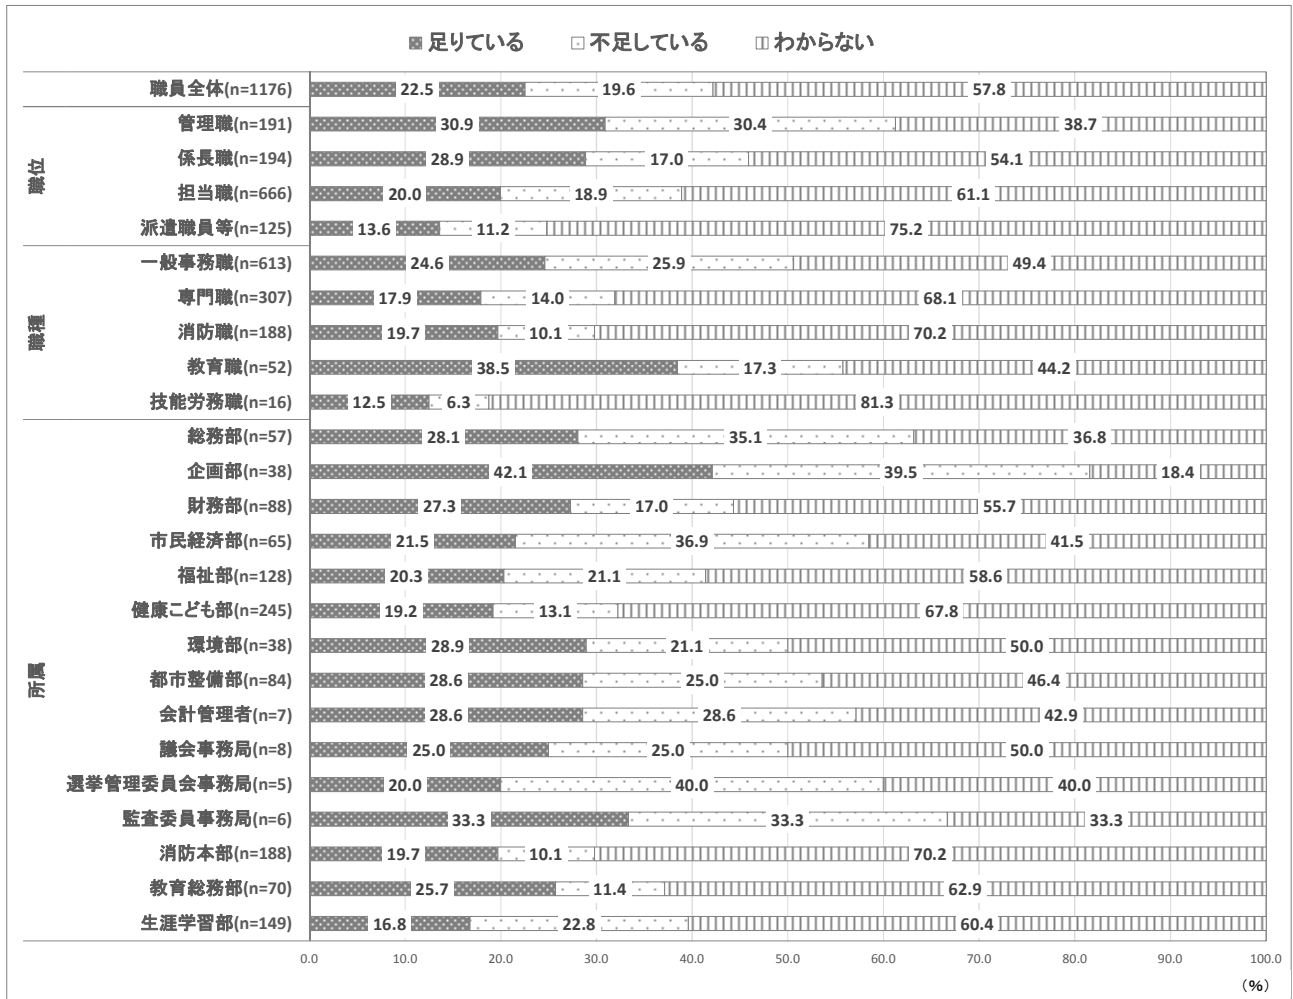 足りている 不足している わからない
職員全体(n=1176) 22.5 19.6 57.8
職位
管理職(n=191) 30.9 30.4 38.7
係長職(n=194) 28.9 17.0 54.1
担当職(n=666) 20.0 18.9 61.1
派遣職員等(n=125) 13.6 11.2 75.2
職種
一般事務職(n=613) 24.6 25.9 49.4
専門職(n=307) 17.9 14.0 68.1
消防職(n=188) 19.7 10.1 70.2
教育職(n=52) 38.5 17.3 44.2
技能労務職(n=16) 12.5 6.3 81.3
所属
総務部(n=57) 28.1 35.1 36.8
企画部(n=38) 42.1 39.5 18.4
財務部(n=88) 27.3 17.0 55.7
市民経済部(n=65) 21.5 36.9 41.5
福祉部(n=128) 20.3 21.1 58.6
健康こども部(n=245) 19.2 13.1 67.8
環境部(n=38) 28.9 21.1 50.0
都市整備部(n=84) 28.6 25.0 46.4
会計管理者(n=7) 28.6 28.6 42.9
議会事務局(n=8) 25.0 25.0 50.0
選挙管理委員会事務局(n=5) 20.0 40.0 40.0
監査委員事務局(n=6) 33.3 33.3 33.3
消防本部(n=188) 19.7 10.1 70.2
教育総務部(n=70) 25.7 11.4 62.9
生涯学習部(n=149) 16.8 22.8 60.4
0.0 10.0 20.0 30.0 40.0 50.0 60.0 70.0 80.0 90.0 100.0
(%)